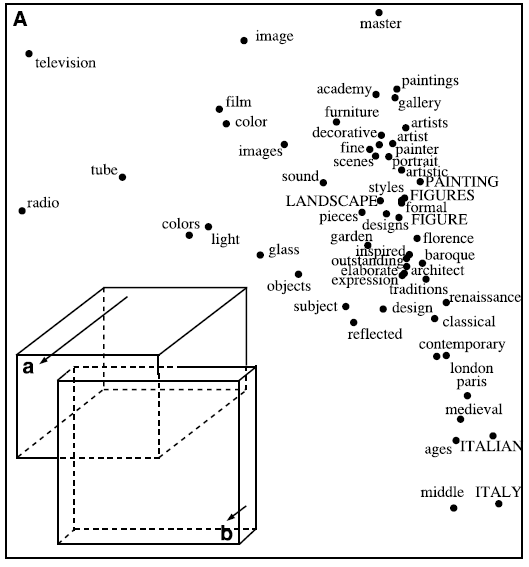 A
master
image
television
academy
paintings
gallery
film
furniture
color
artists
decorative
artist
images
fine
painter
scenes
portrait
artistic
tube
sound
PAINTING
styles
FIGURES
LANDSCAPE
formal
radio
pieces
FIGURE
designs
colors
light
garden
florence
glass
inspired
baroque
outstanding
elaborate
architect
expression
objects
traditions
renaissance
subject
design
classical
reflected
contemporary
a
london
paris
medieval
ages
ITALIAN
middle
ITALY
b